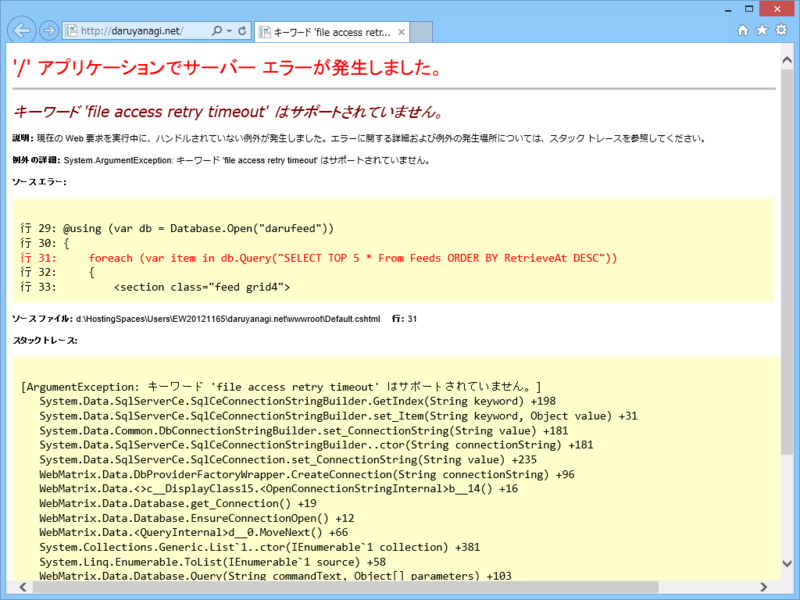 http://daruyanagi.net/
キーワード 'file access retr...
'/' アプリケーションでサーバー エラーが発生しました。
キーワード 'file access retry timeout' はサポートされていません。
説明: 現在の Web 要求を実行中に、ハンドルされていない例外が発生しました。エラーに関する詳細および例外の発生場所については、スタック トレースを参照してください。
例外の詳細: System.ArgumentException: キーワード 'file access retry timeout' はサポートされていません。
ソース エラー:
行 29: @using (var db = Database.Open("darufeed"))
行 30: {
行 31:     foreach (var item in db.Query("SELECT TOP 5 * From Feeds ORDER BY RetrieveAt DESC"))
行 32:     {
行 33:         <section class="feed grid4">
ソース ファイル: d:\HostingSpaces\Users\EW20121165\daruyanagi.net\wwwroot\Default.cshtml    行: 31
スタック トレース:
[ArgumentException: キーワード 'file access retry timeout' はサポートされていません。]
System.Data.SqlServerCe.SqlCeConnectionStringBuilder.GetIndex(String keyword) +198
System.Data.SqlServerCe.SqlCeConnectionStringBuilder.set_Item(String keyword, Object value) +31
System.Data.Common.DbConnectionStringBuilder.set_ConnectionString(String value) +181
System.Data.SqlServerCe.SqlCeConnectionStringBuilder..ctor(String connectionString) +181
System.Data.SqlServerCe.SqlCeConnection.set_ConnectionString(String value) +235
WebMatrix.Data.DbProviderFactoryWrapper.CreateConnection(String connectionString) +96
WebMatrix.Data.<>c__DisplayClass15.<OpenConnectionStringInternal>b__14() +16
WebMatrix.Data.Database.get_Connection() +19
WebMatrix.Data.Database.EnsureConnectionOpen() +12
WebMatrix.Data.<QueryInternal>d__0.MoveNext() +66
System.Collections.Generic.List`1..ctor(IEnumerable`1 collection) +381
System.Linq.Enumerable.ToList(IEnumerable`1 source) +58
WebMatrix.Data.Database.Query(String commandText, Object[] parameters) +103